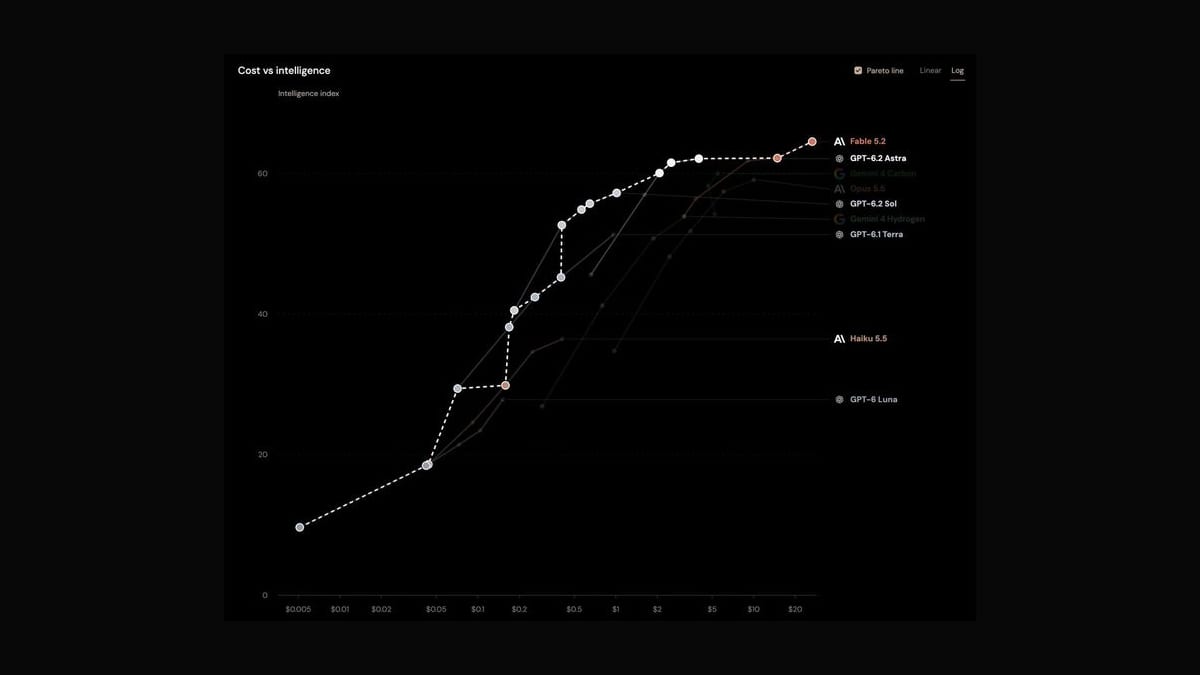 Cost vs intelligence
Pareto line
Linear
Log
Intelligence index
Fable 5.2
GPT-6.2 Astra
60
Gemini 4 Carbon
Opus 5.5
GPT-6.2 Sol
Gemini 4 Hydrogen
GPT-6.1 Terra
40
Haiku 5.5
GPT-6 Luna
20
0
$0.005
$0.01
$0.02
$0.05
$0.1
$0.2
$0.5
$1
$2
$5
$10
$20